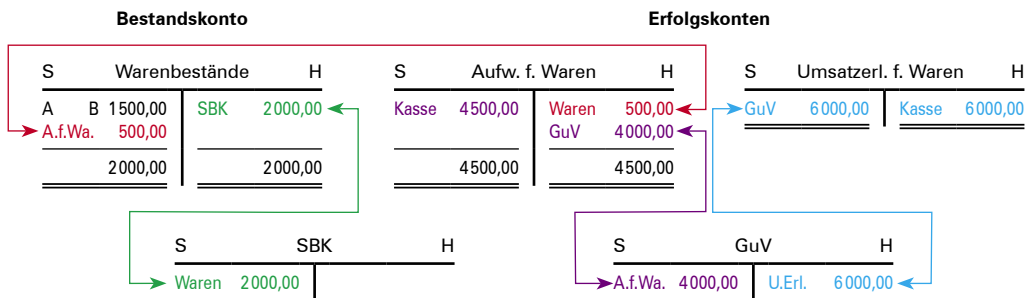 Bestandskonto Erfolgskonten
S Warenbestände H S Aufw. f. Waren H S Umsatzerl. f. Waren H
A B 1500,00 SBK 2000,00 Kasse 4500,00 Waren 500,00 GuV 6000,00 Kasse 6000,00
A.f.Wa. 500,00 GuV 4000,00
2000,00 2000,00 4500,00 4500,00
S SBK H S GuV H
Waren 2000,00 A.f.Wa. 4000,00 U.Erl. 6000,00